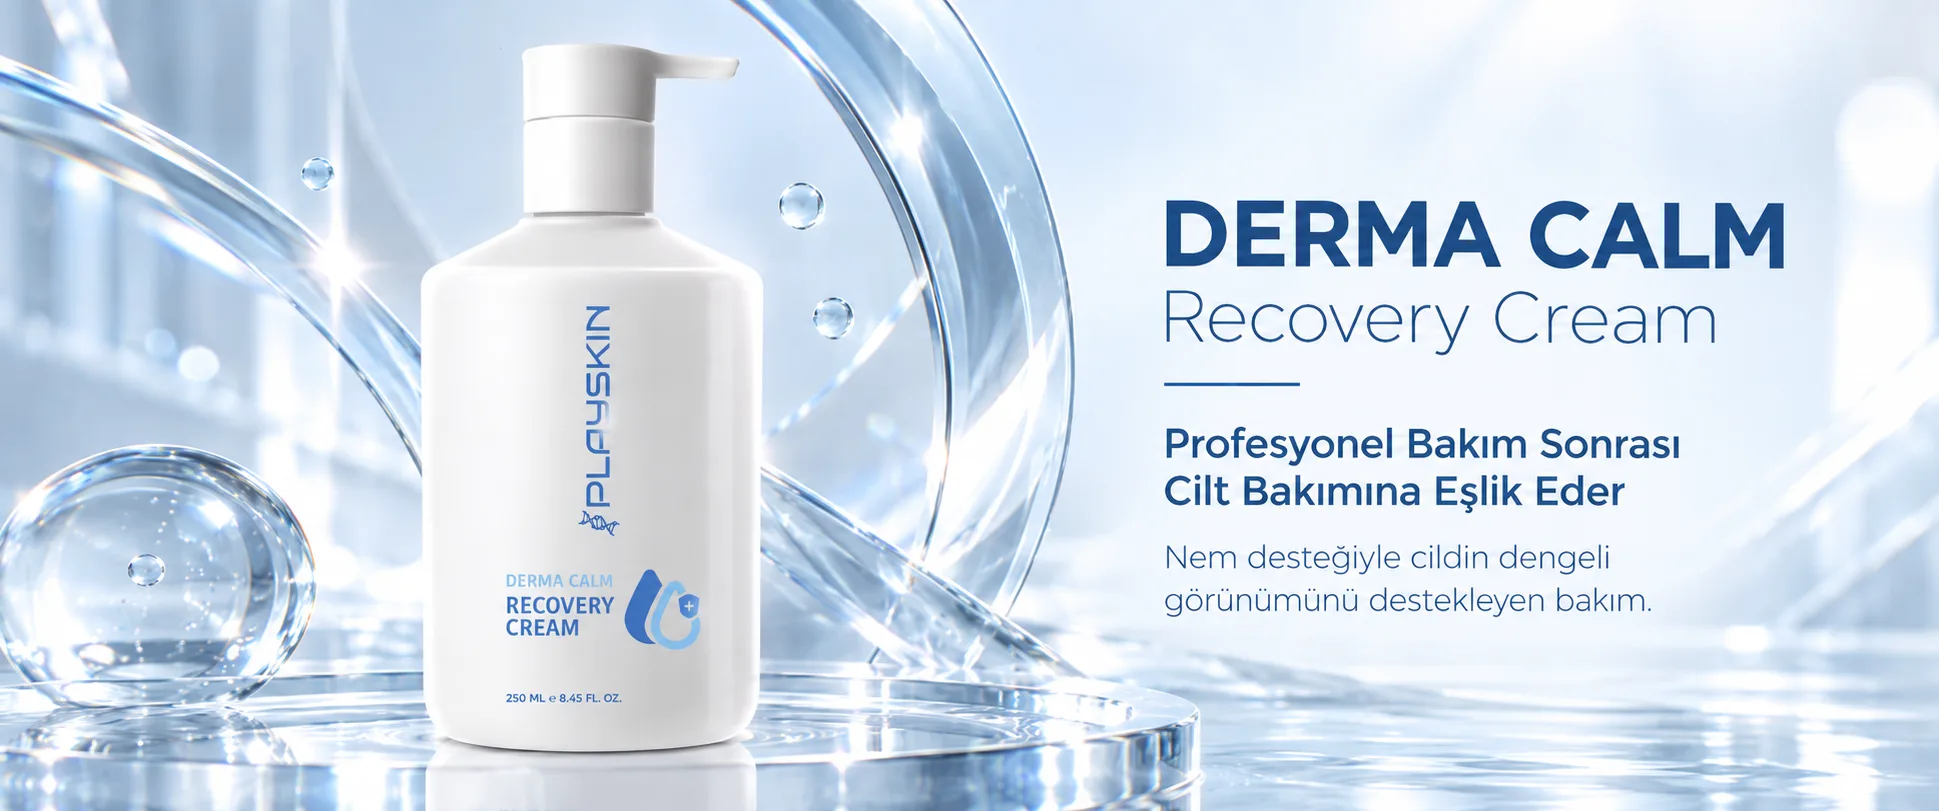 PLAYSKIN
DERMA CALM
RECOVERY
CREAM
250 ML e 8.45 FL. OZ.
DERMA CALM
Recovery Cream
Profesyonel Bakım Sonrası
Cilt Bakımına Eşlik Eder
Nem desteğiyle cildin dengeli
görünümünü destekleyen bakım.